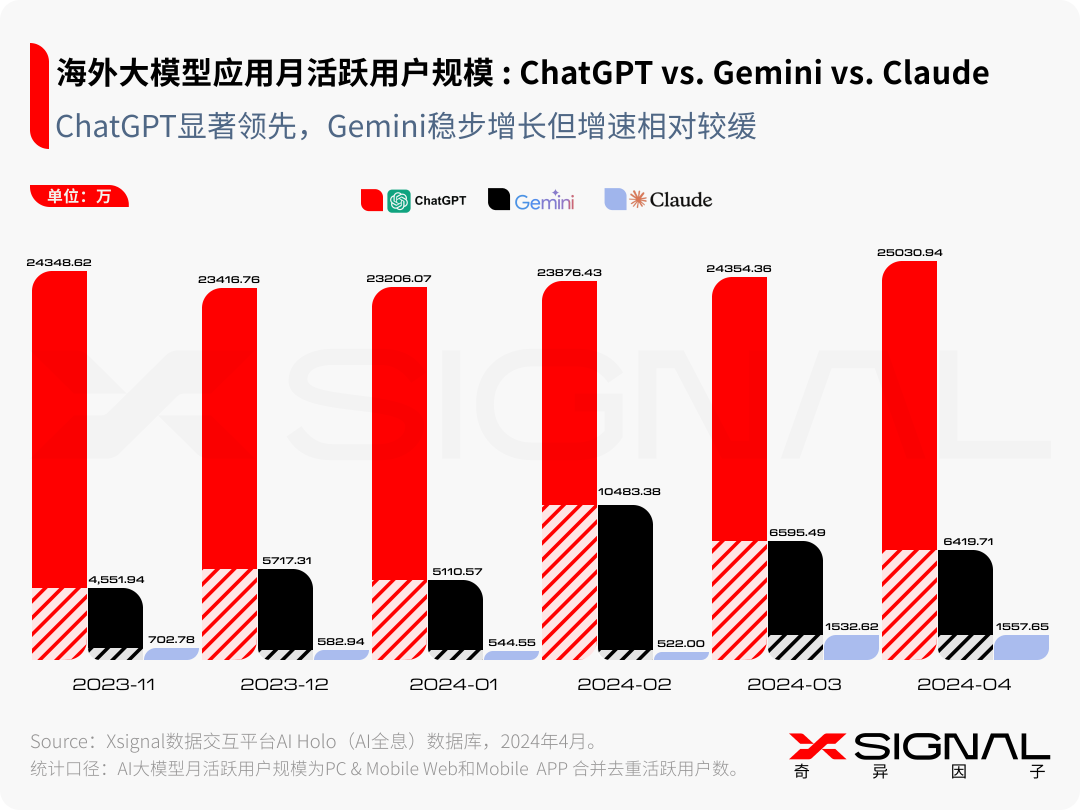 海外大模型应用月活跃用户规模 : ChatGPT vs. Gemini vs. Claude
ChatGPT显著领先，Gemini稳步增长但增速相对较缓
单位：万
ChatGPT Gemini Claude
24348.62 4,551.94 702.78
23416.76 5717.31 582.94
23206.07 5110.57 544.55
23876.43 10483.38 522.00
24354.36 6595.49 1532.62
25030.94 6419.71 1557.65
XSIGNAL
2023-11 2023-12 2024-01 2024-02 2024-03 2024-04
Source：Xsignal数据交互平台AI Holo（AI全息）数据库，2024年4月。
统计口径：AI大模型月活跃用户规模为PC & Mobile Web和Mobile APP 合并去重活跃用户数。
XSIGNAL
奇异因子